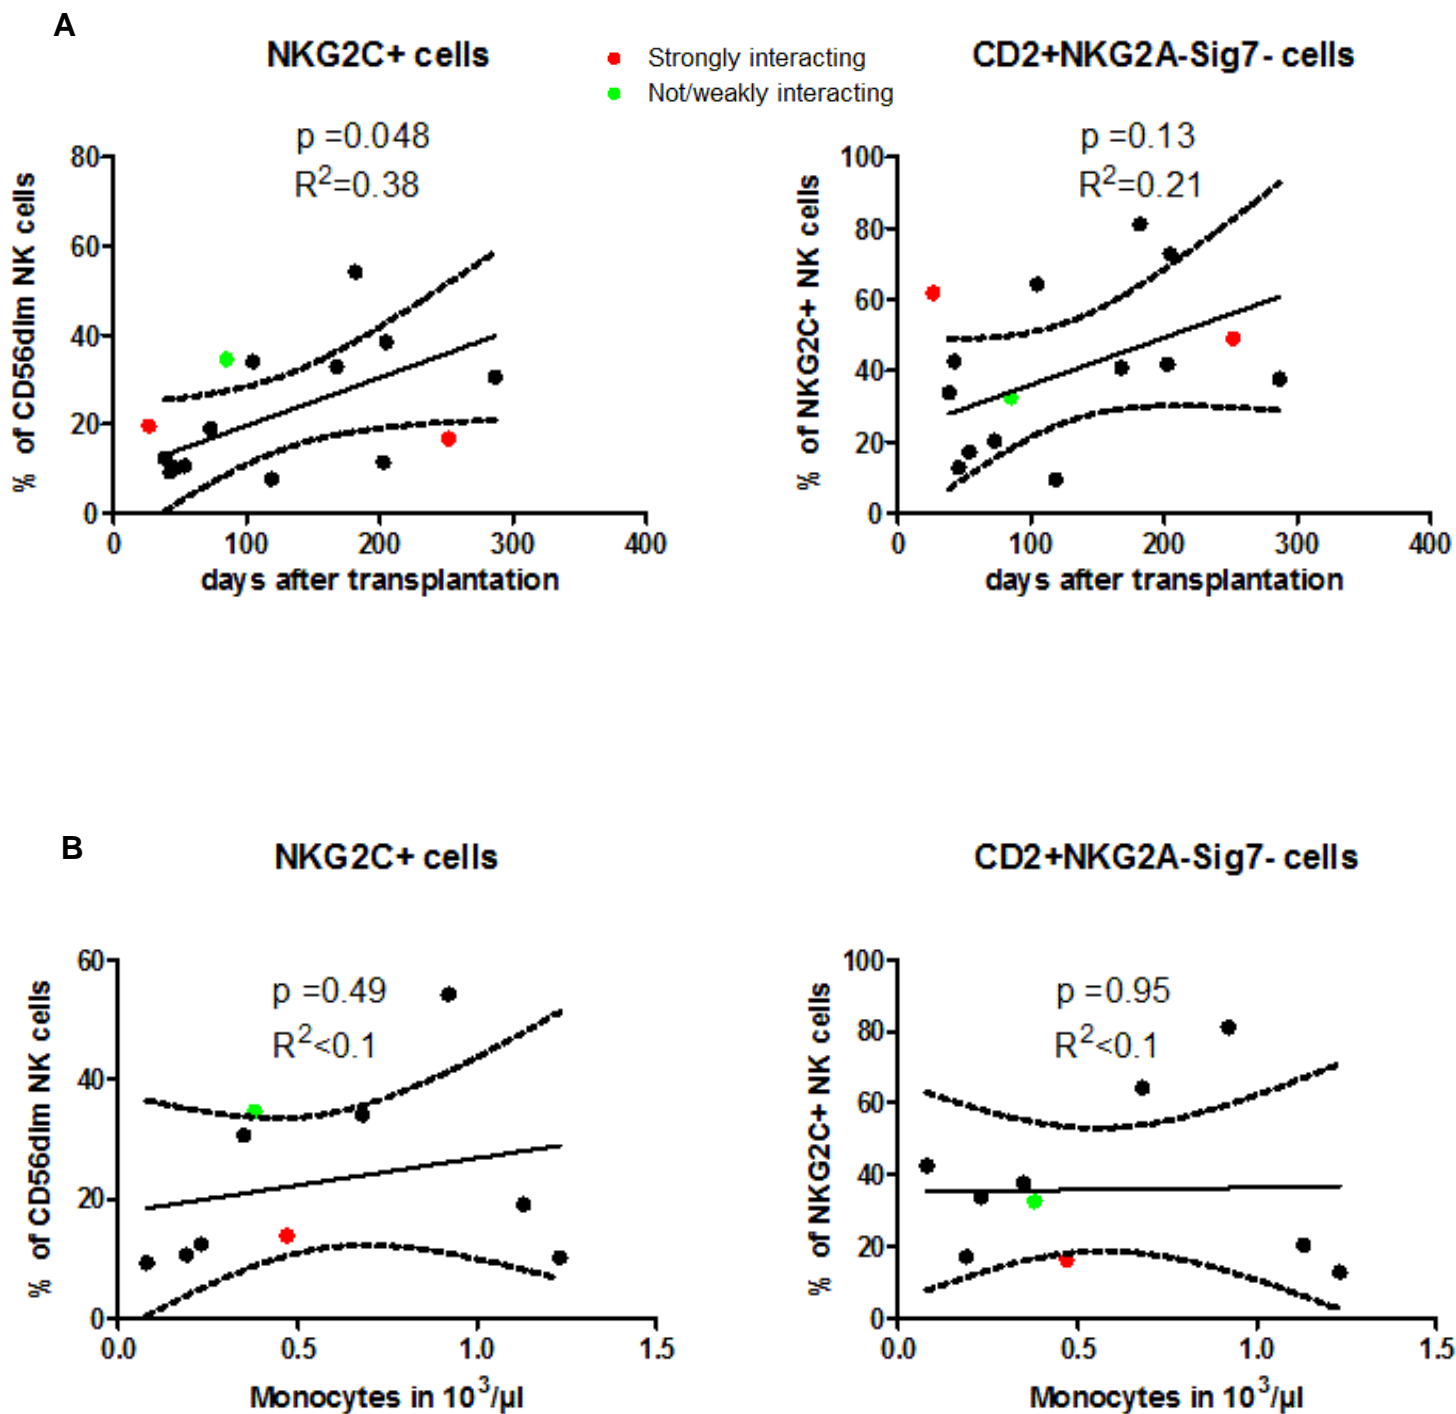 A
NKG2C+ cells
Strongly interacting
Not/weakly interacting
CD2+NKG2A-Sig7- cells
p =0.048
R²=0.38
% of CD56dim NK cells
80
60
40
20
0
0 100 200 300 400
days after transplantation
p =0.13
R²=0.21
% of NKG2C+ NK cells
100
80
60
40
20
0
0 100 200 300 400
days after transplantation
B
NKG2C+ cells
CD2+NKG2A-Sig7- cells
p =0.49
R²<0.1
% of CD56dim NK cells
60
40
20
0
0.0 0.5 1.0 1.5
Monocytes in 10³/µl
p =0.95
R²<0.1
% of NKG2C+ NK cells
100
80
60
40
20
0
0.0 0.5 1.0 1.5
Monocytes in 10³/µl